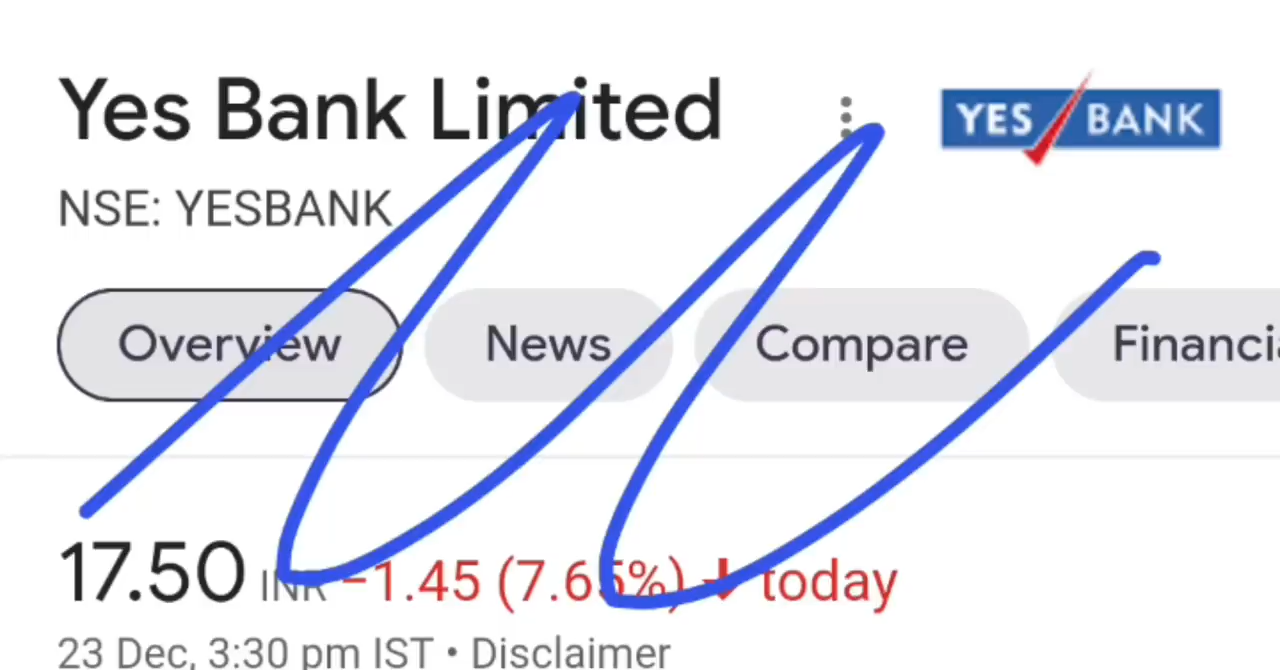 Yes Bank Limited
YES BANK
NSE: YESBANK
Overview News Compare Financi
17.50 INR −1.45 (7.65%) ↓ today
23 Dec, 3:30 pm IST • Disclaimer